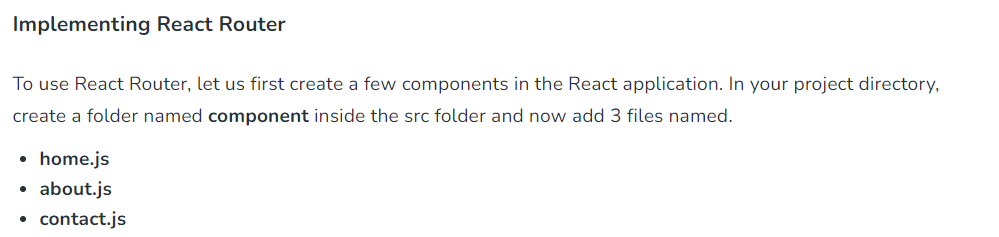 Implementing React Router
To use React Router, let us first create a few components in the React application. In your project directory,
create a folder named component inside the src folder and now add 3 files named.
• home.js
• about.js
• contact.js